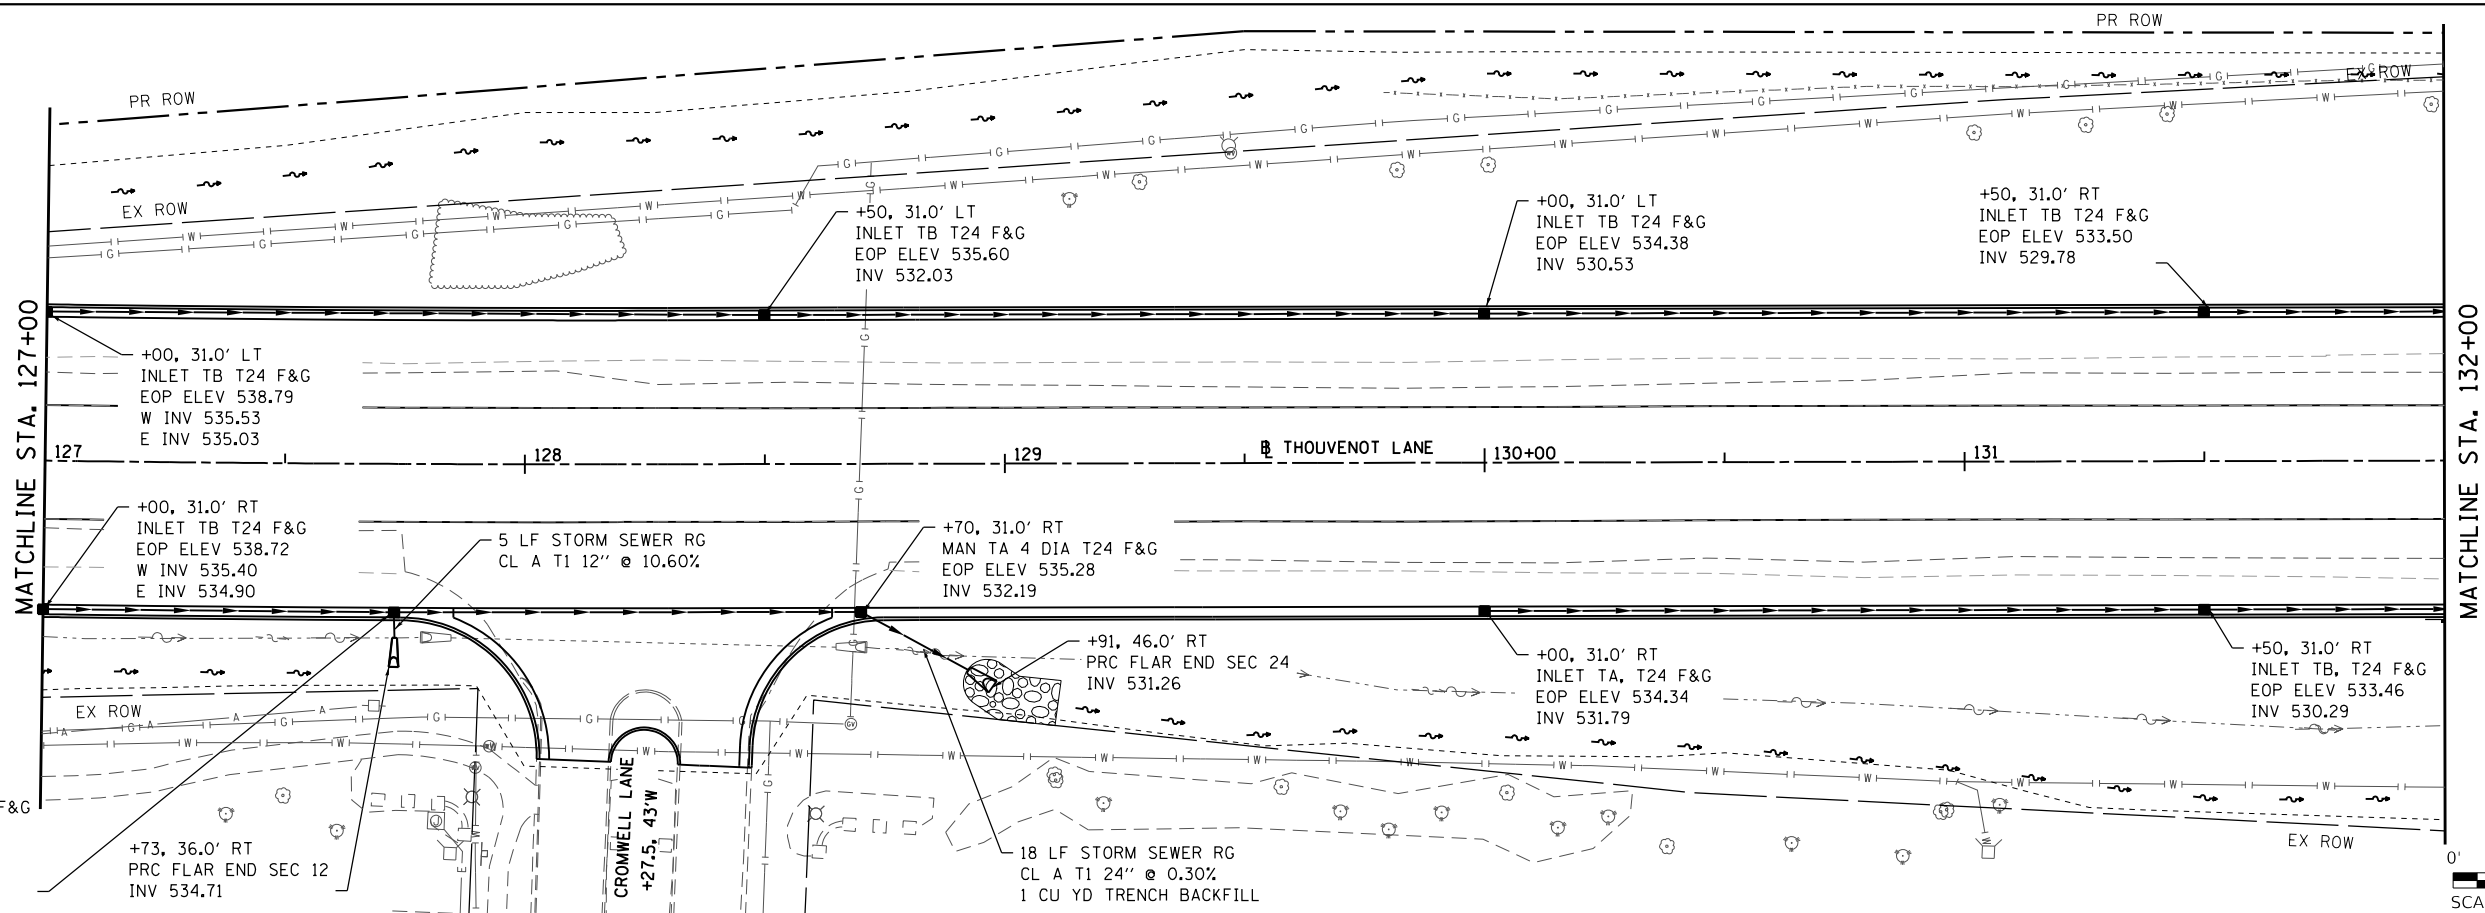 PR ROW
PR ROW
EX ROW
EX ROW
+50, 31.0' LT
INLET TB T24 F&G
EOP ELEV 535.60
INV 532.03
+00, 31.0' LT
INLET TB T24 F&G
EOP ELEV 534.38
INV 530.53
+50, 31.0' RT
INLET TB T24 F&G
EOP ELEV 533.50
INV 529.78
MATCHLINE STA. 127+00
+00, 31.0' LT
INLET TB T24 F&G
EOP ELEV 538.79
W INV 535.53
E INV 535.03
MATCHLINE STA. 132+00
127
128
129
℄ THOUVENOT LANE
130+00
131
+00, 31.0' RT
INLET TB T24 F&G
EOP ELEV 538.72
W INV 535.40
E INV 534.90
5 LF STORM SEWER RG
CL A T1 12'' @ 10.60%
+70, 31.0' RT
MAN TA 4 DIA T24 F&G
EOP ELEV 535.28
INV 532.19
+91, 46.0' RT
PRC FLAR END SEC 24
INV 531.26
+00, 31.0' RT
INLET TA, T24 F&G
EOP ELEV 534.34
INV 531.79
+50, 31.0' RT
INLET TB, T24 F&G
EOP ELEV 533.46
INV 530.29
EX ROW
F&G
CROMWELL LANE
+27.5, 43'W
+73, 36.0' RT
PRC FLAR END SEC 12
INV 534.71
18 LF STORM SEWER RG
CL A T1 24'' @ 0.30%
1 CU YD TRENCH BACKFILL
EX ROW
0'
SCA